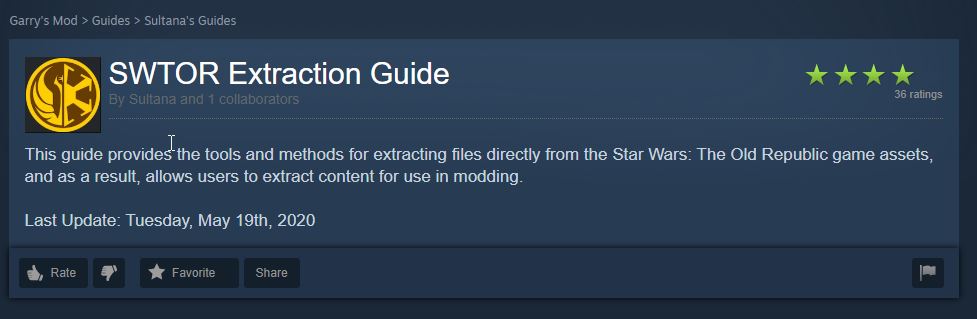 Garry's Mod > Guides > Sultana's Guides
SWTOR Extraction Guide
By Sultana and 1 collaborators
36 ratings
This guide provides the tools and methods for extracting files directly from the Star Wars: The Old Republic game assets,
and as a result, allows users to extract content for use in modding.
Last Update: Tuesday, May 19th, 2020
Rate
Favorite
Share